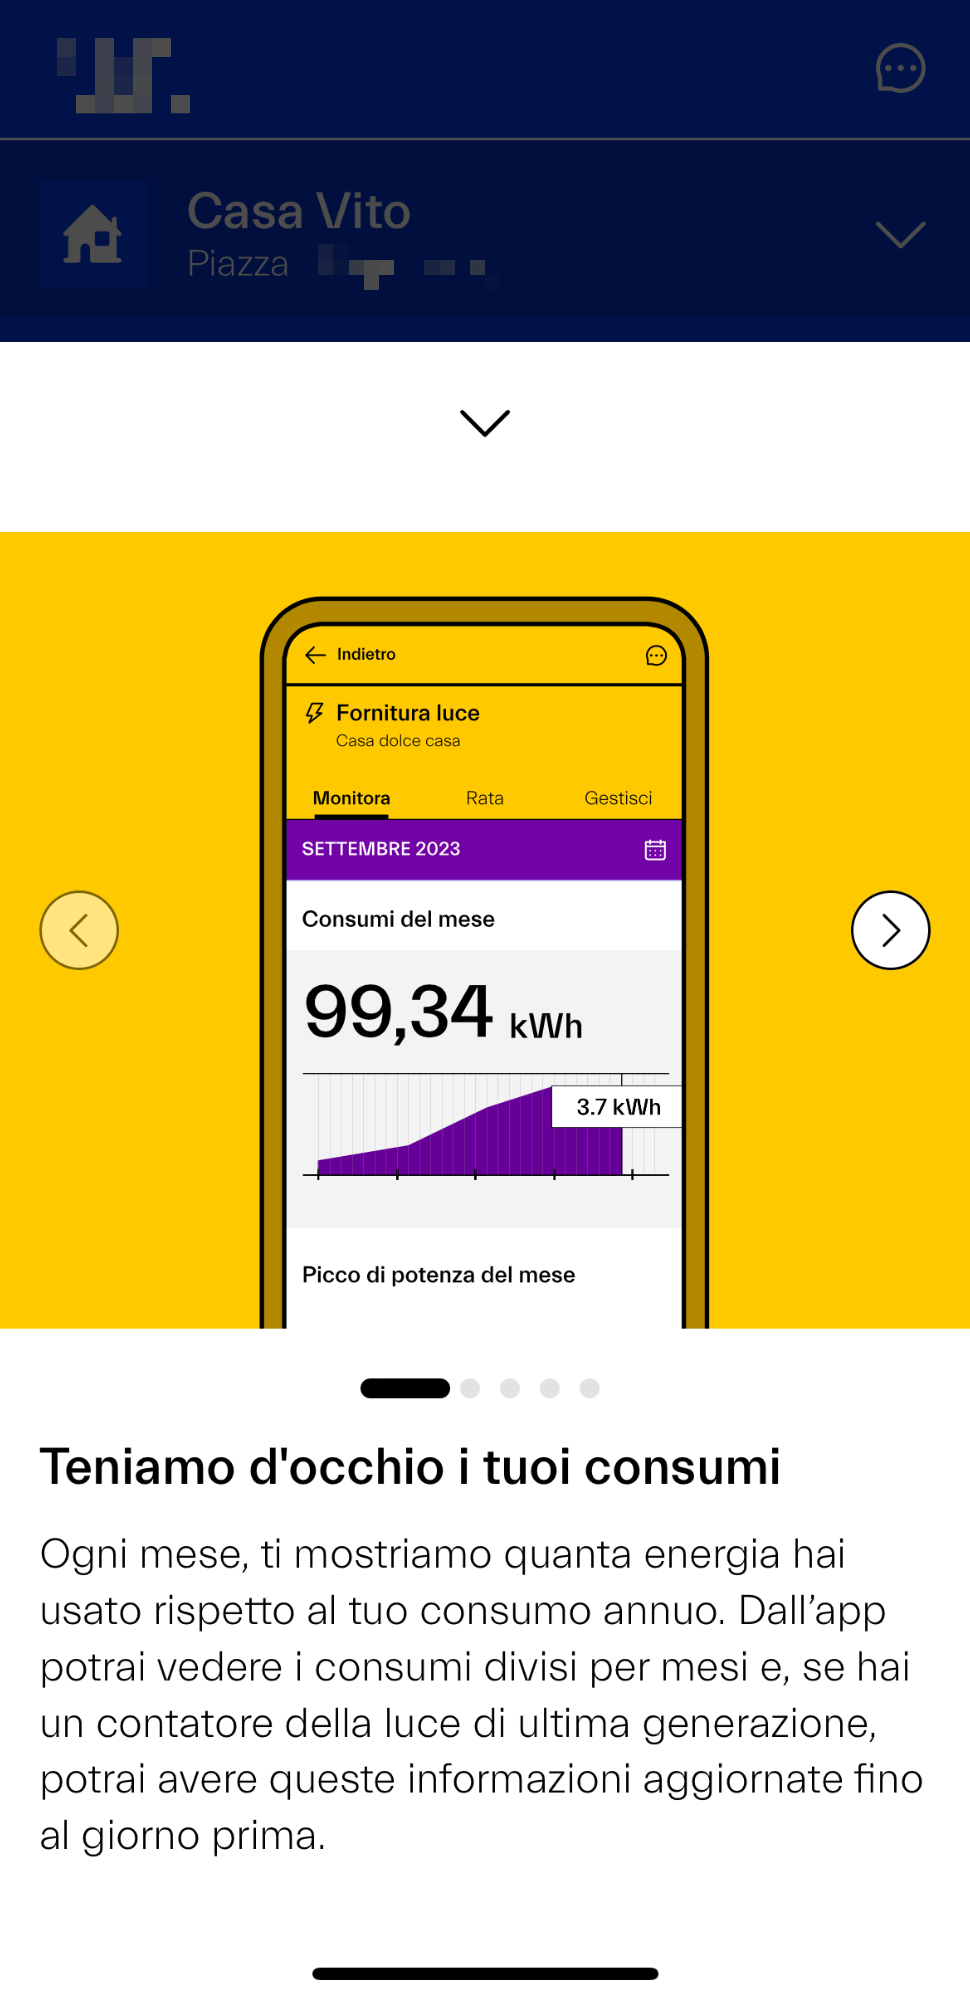 Casa Vito
Piazza
Indietro
Fornitura luce
Casa dolce casa
Monitora Rata Gestisci
SETTEMBRE 2023
Consumi del mese
99,34 kWh
3.7 kWh
Picco di potenza del mese
Teniamo d'occhio i tuoi consumi
Ogni mese, ti mostriamo quanta energia hai
usato rispetto al tuo consumo annuo. Dall’app
potrai vedere i consumi divisi per mesi e, se hai
un contatore della luce di ultima generazione,
potrai avere queste informazioni aggiornate fino
al giorno prima.